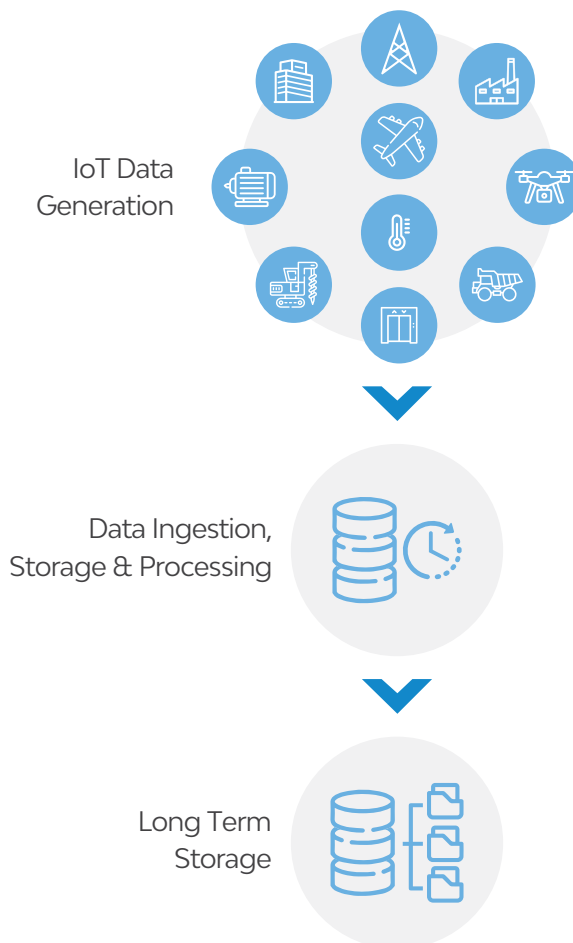 IoT Data
Generation
Data Ingestion,
Storage & Processing
Long Term
Storage